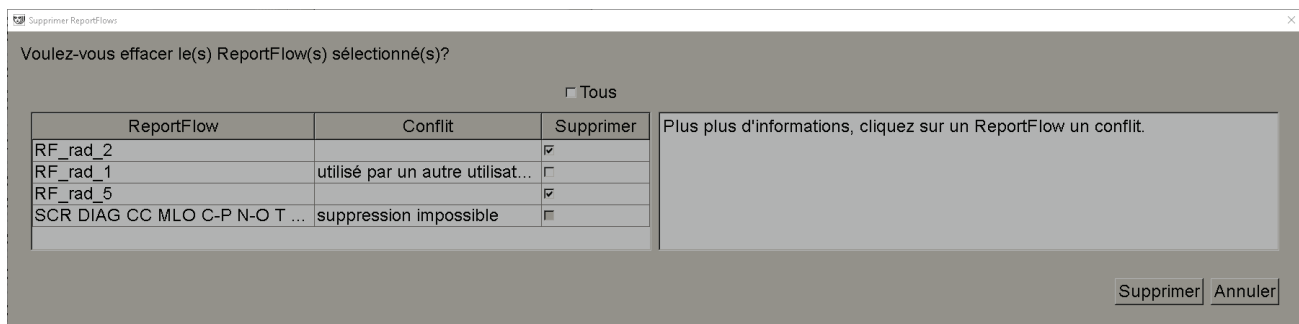 Supprimer ReportFlows
Voulez-vous effacer le(s) ReportFlow(s) sélectionné(s)?
Tous
ReportFlow Conflit Supprimer
RF_rad_2
RF_rad_1 utilisé par un autre utilisat...
RF_rad_5
SCR DIAG CC MLO C-P N-O T ... suppression impossible
Plus plus d'informations, cliquez sur un ReportFlow un conflit.
Supprimer Annuler